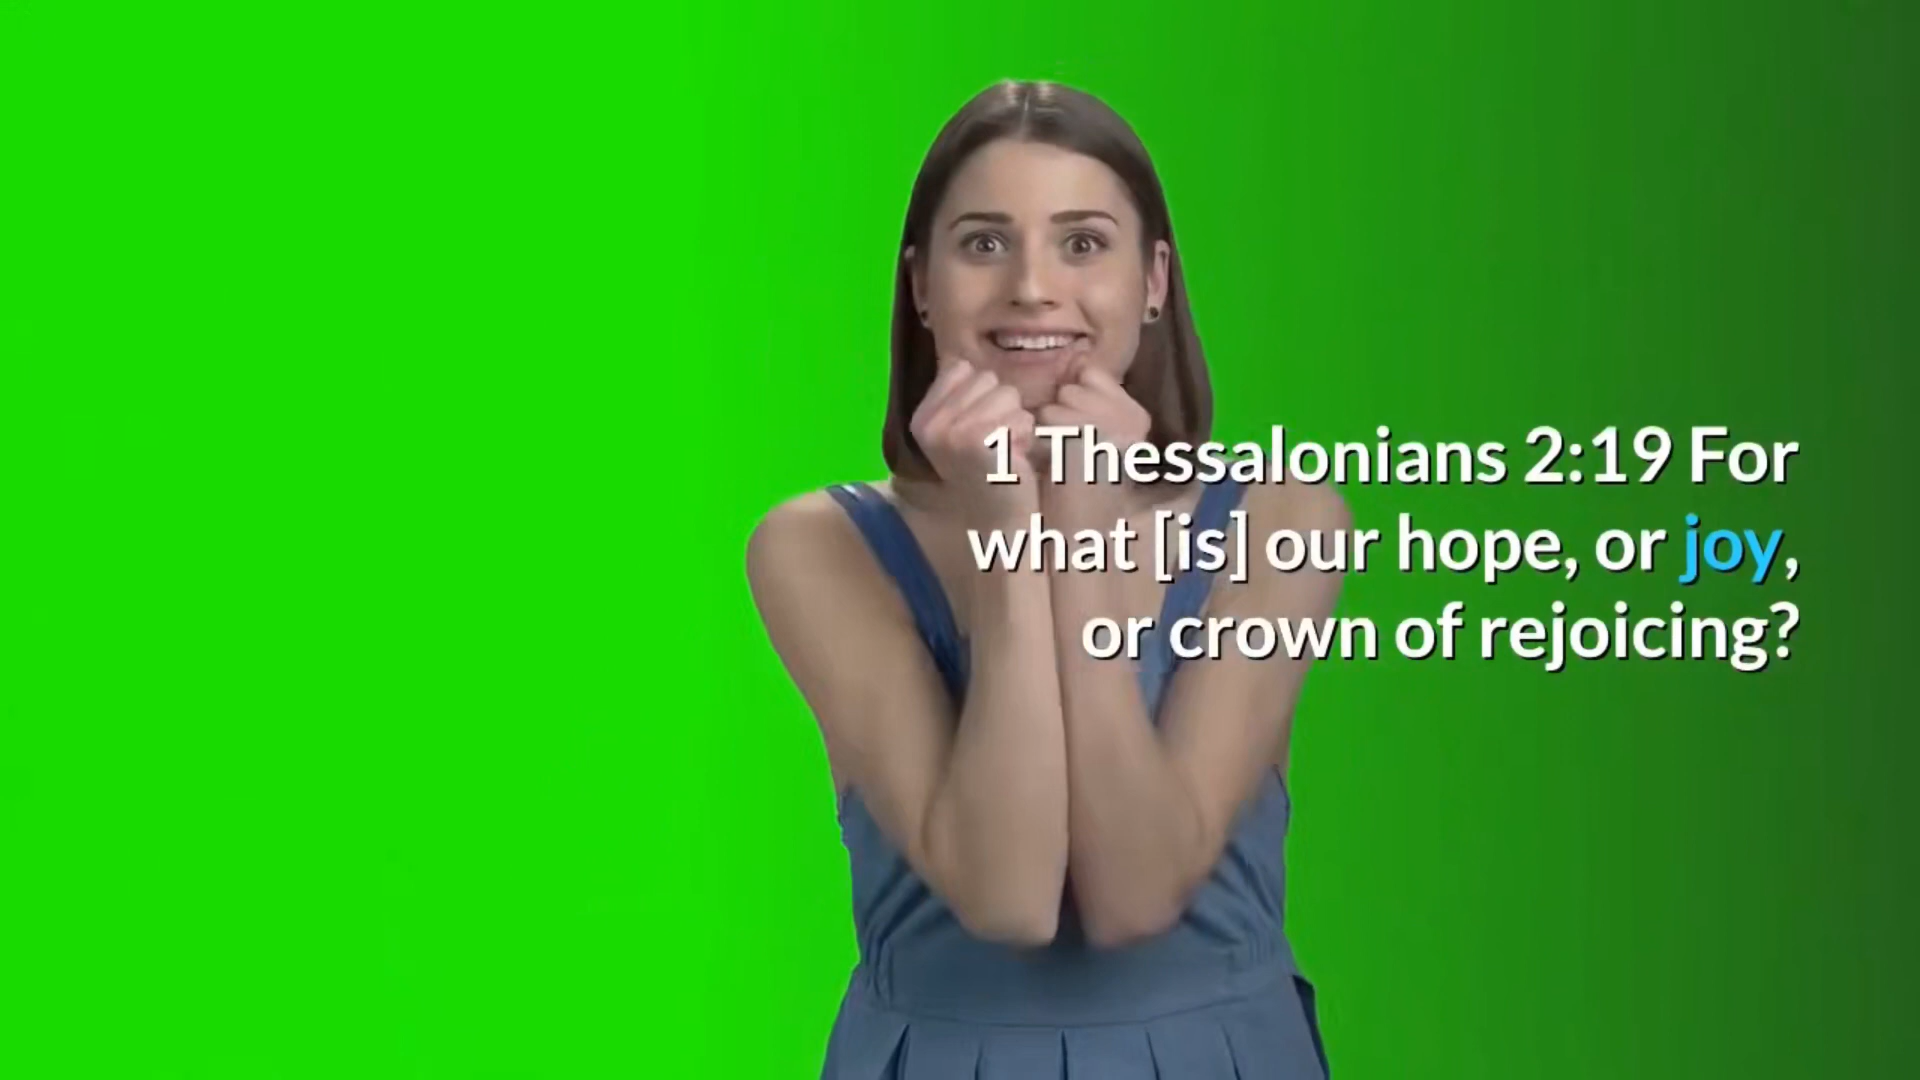 1 Thessalonians 2:19 For
what [is] our hope, or joy,
or crown of rejoicing?